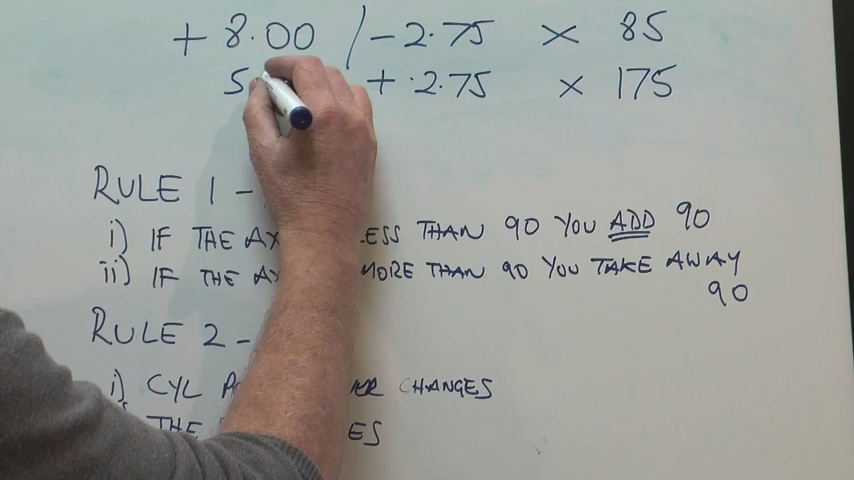 + 8.00 / - 2.75 × 85
5 + 2.75 × 175
RULE 1 -
i) IF THE AX LESS THAN 90 YOU ADD 90
ii) IF THE AX MORE THAN 90 YOU TAKE AWAY
90
RULE 2 -
i) CYL CHANGES
THE